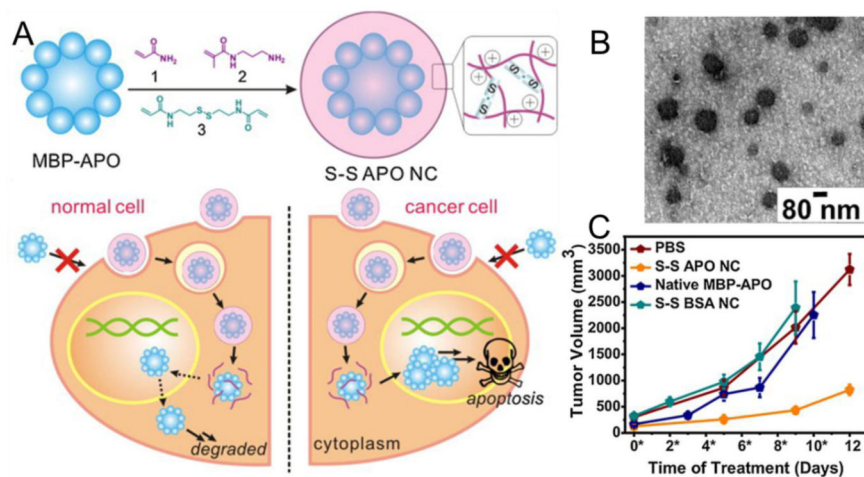 A
O
NH₂
1
O
N
H
NH₂
2
O
N
H
S
S
H
N
O
3
MBP-APO
S-S APO NC
+
+
+
+
+
S
S
S
S
normal cell
cancer cell
degraded
cytoplasm
apoptosis
B
80 nm
C
Tumor Volume (mm³)
3500
3000
2500
2000
1500
1000
500
0
PBS
S-S APO NC
Native MBP-APO
S-S BSA NC
0* 2* 4* 6* 8* 10* 12
Time of Treatment (Days)